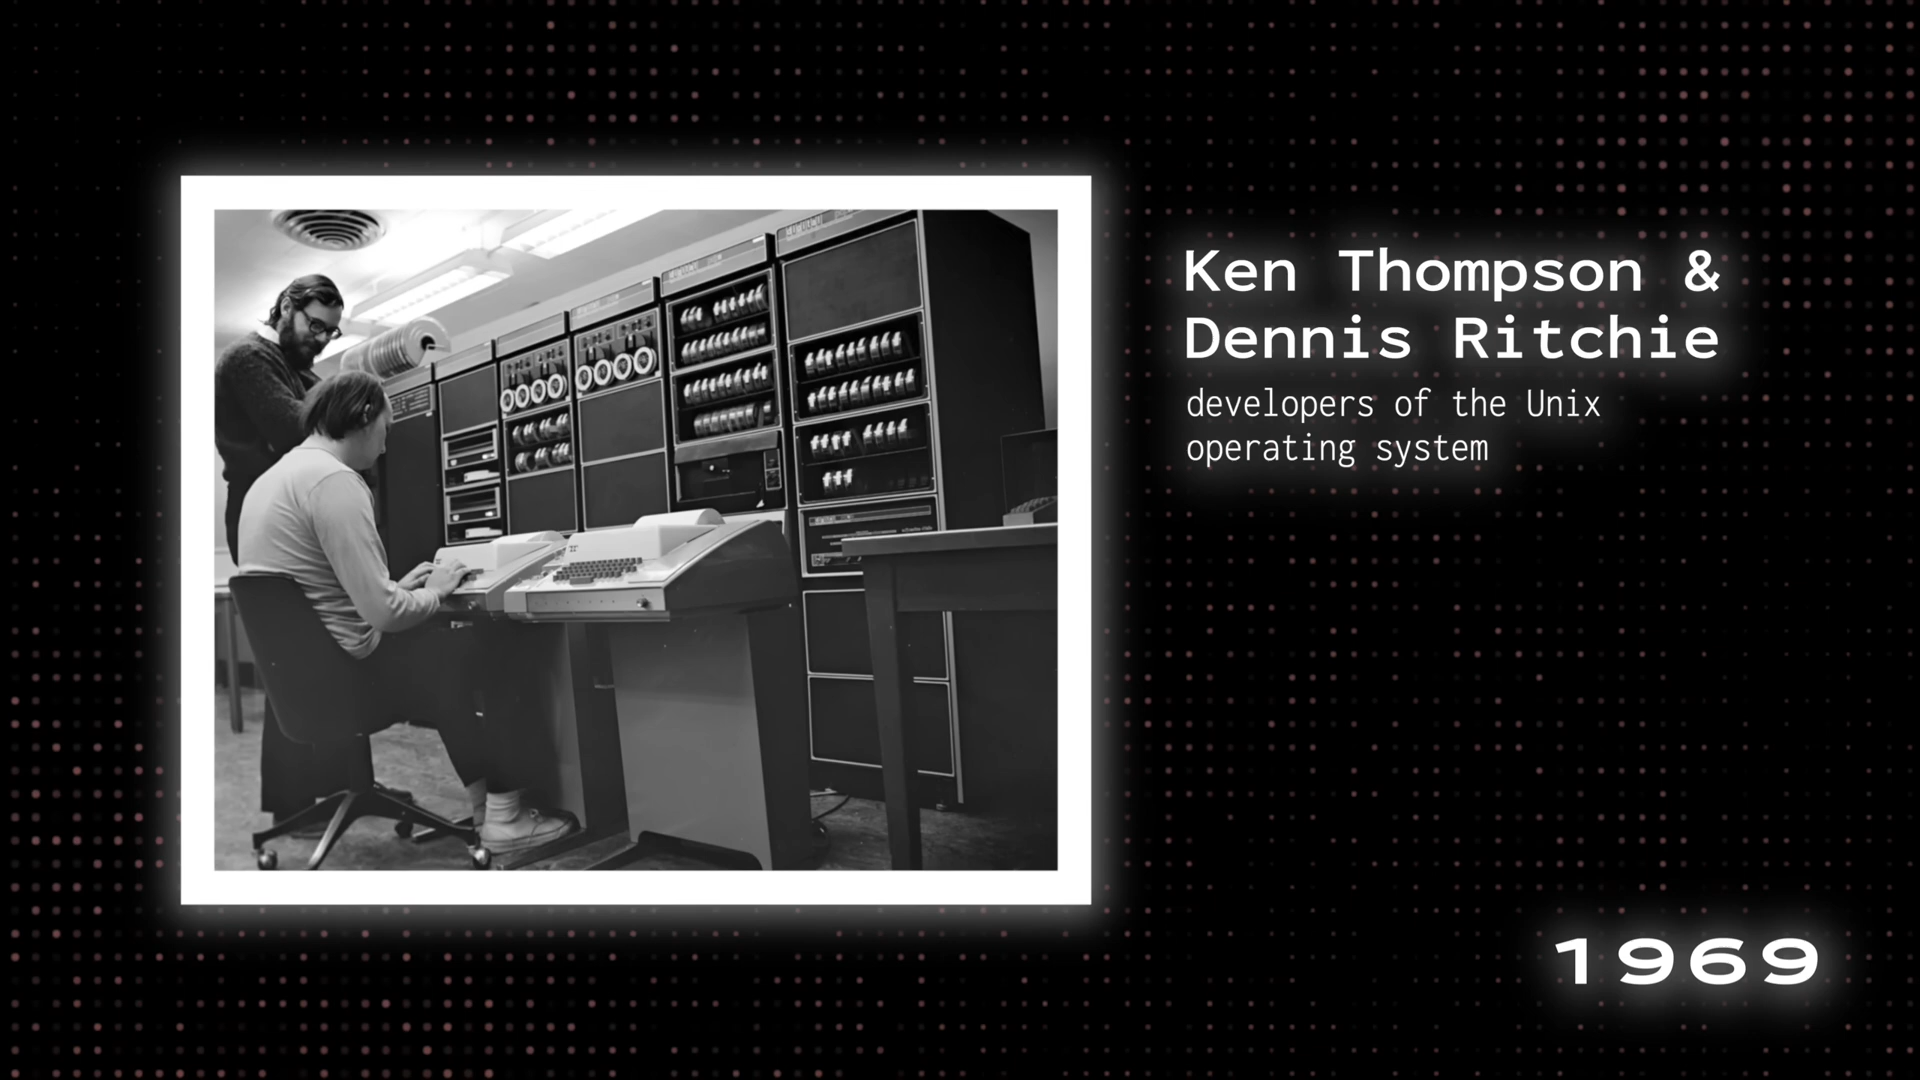 Ken Thompson &
Dennis Ritchie
developers of the Unix
operating system
1969